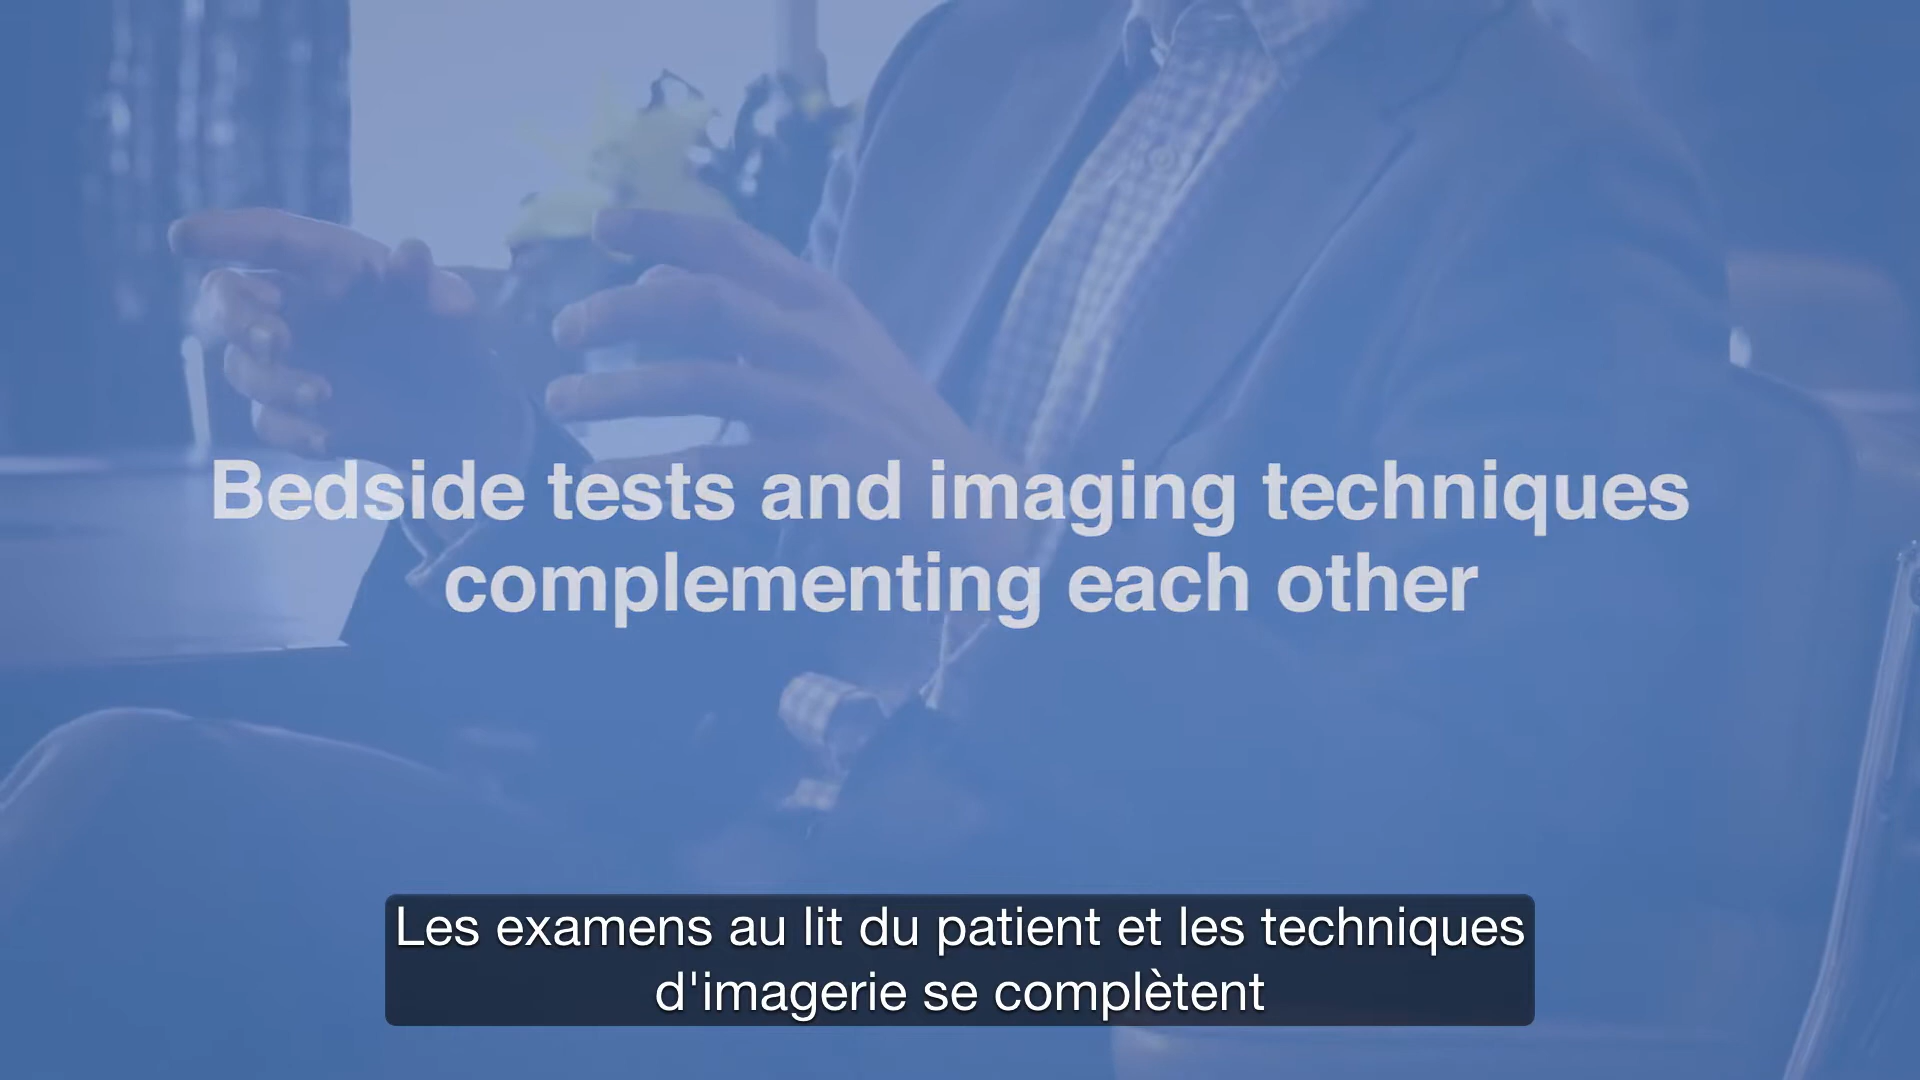 Bedside tests and imaging techniques
complementing each other
Les examens au lit du patient et les techniques
d'imagerie se complètent